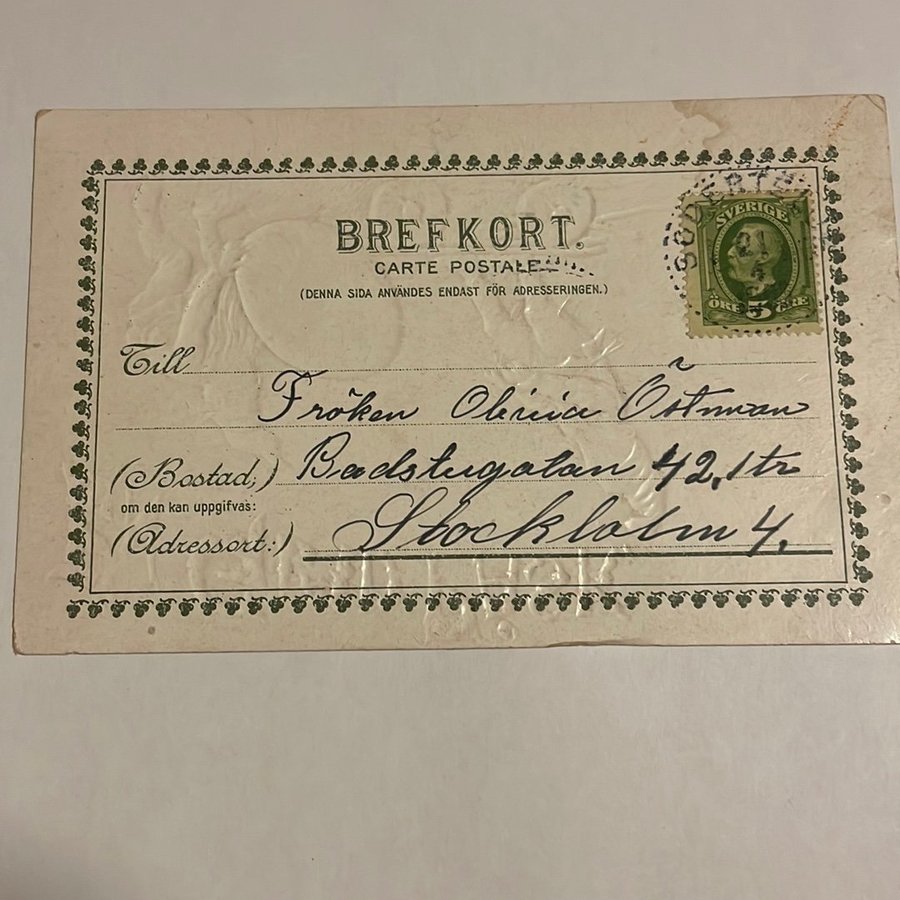 BREFKORT.
CARTE POSTALE
(DENNA SIDA ANVÄNDES ENDAST FÖR ADRESSERINGEN.)
SVERIGE
ÖRE 5 ÖRE
Till
Fröken Östman
(Bostad,) Badstugatan 42, 1 tr
om den kan uppgifvas:
(Adressort:) Stockholm 4.